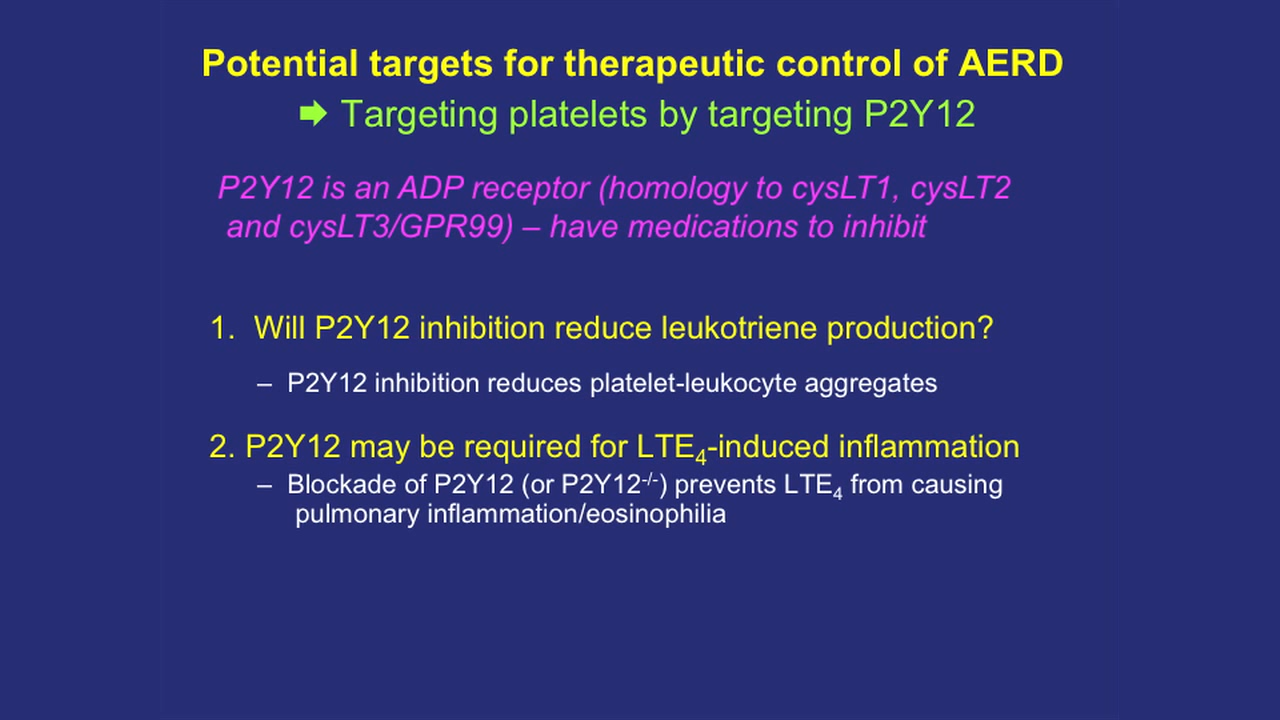 Potential targets for therapeutic control of AERD
➡ Targeting platelets by targeting P2Y12
P2Y12 is an ADP receptor (homology to cysLT1, cysLT2
and cysLT3/GPR99) – have medications to inhibit
1. Will P2Y12 inhibition reduce leukotriene production?
– P2Y12 inhibition reduces platelet-leukocyte aggregates
2. P2Y12 may be required for LTE₄-induced inflammation
– Blockade of P2Y12 (or P2Y12⁻/⁻) prevents LTE₄ from causing
pulmonary inflammation/eosinophilia